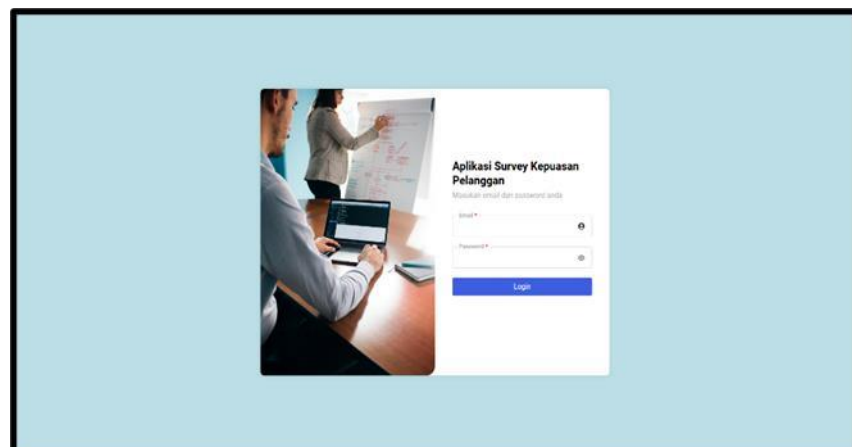 Aplikasi Survey Kepuasan
Pelanggan
Masukan email dan password anda
Email *
Password *
Login